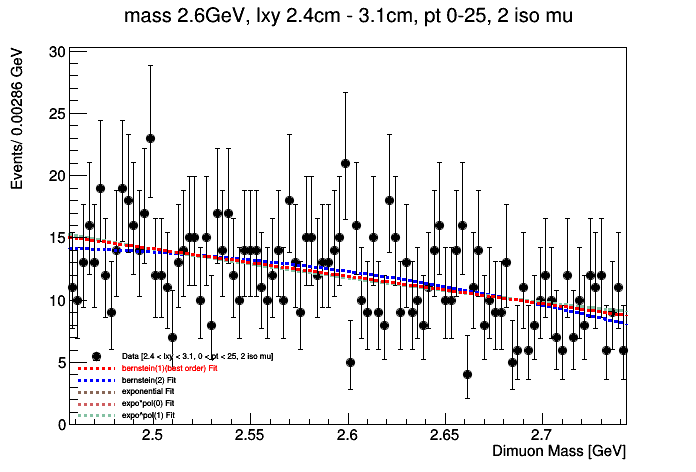 mass 2.6GeV, lxy 2.4cm - 3.1cm, pt 0-25, 2 iso mu
Events/ 0.00286 GeV
30
25
20
15
10
5
0
Data [2.4 < lxy < 3.1, 0 < pt < 25, 2 iso mu]
bernstein(1)(best order) Fit
bernstein(2) Fit
exponential Fit
expo*pol(0) Fit
expo*pol(1) Fit
2.5
2.55
2.6
2.65
2.7
Dimuon Mass [GeV]